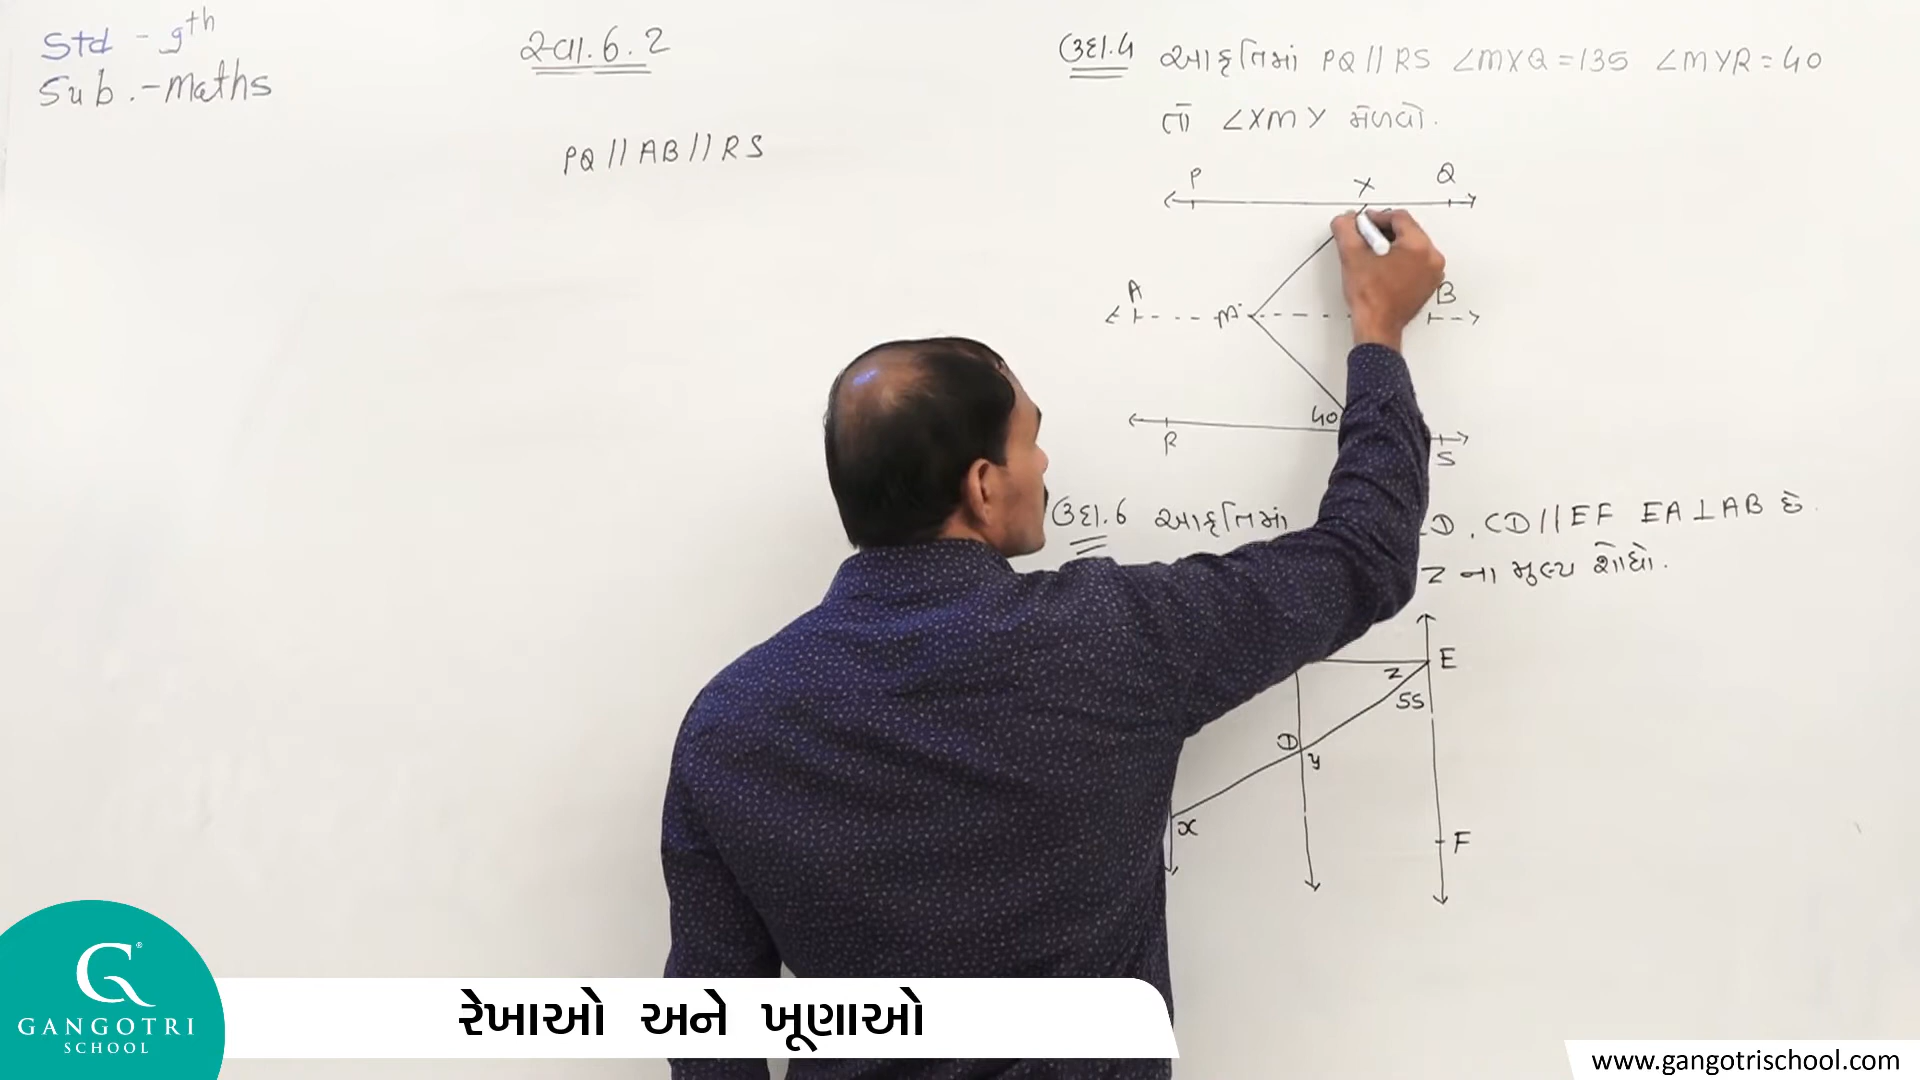 Std - 9th
Sub. - Maths
સ્વા. 6.2
PQ // AB // RS
ઉદા.4 આકૃતિમાં PQ // RS ∠MXQ = 135 ∠MYR = 40
તો ∠XMY મેળવો.
P X Q
A M B
40
R S
ઉદા.6 આકૃતિમાં D, CD // EF EA ⊥ AB છે.
Z ના મુલ્ય શોધો.
E
Z
55
D
y
x
F
રેખાઓ અને ખૂણાઓ
G
GANGOTRI
SCHOOL
www.gangotrischool.com